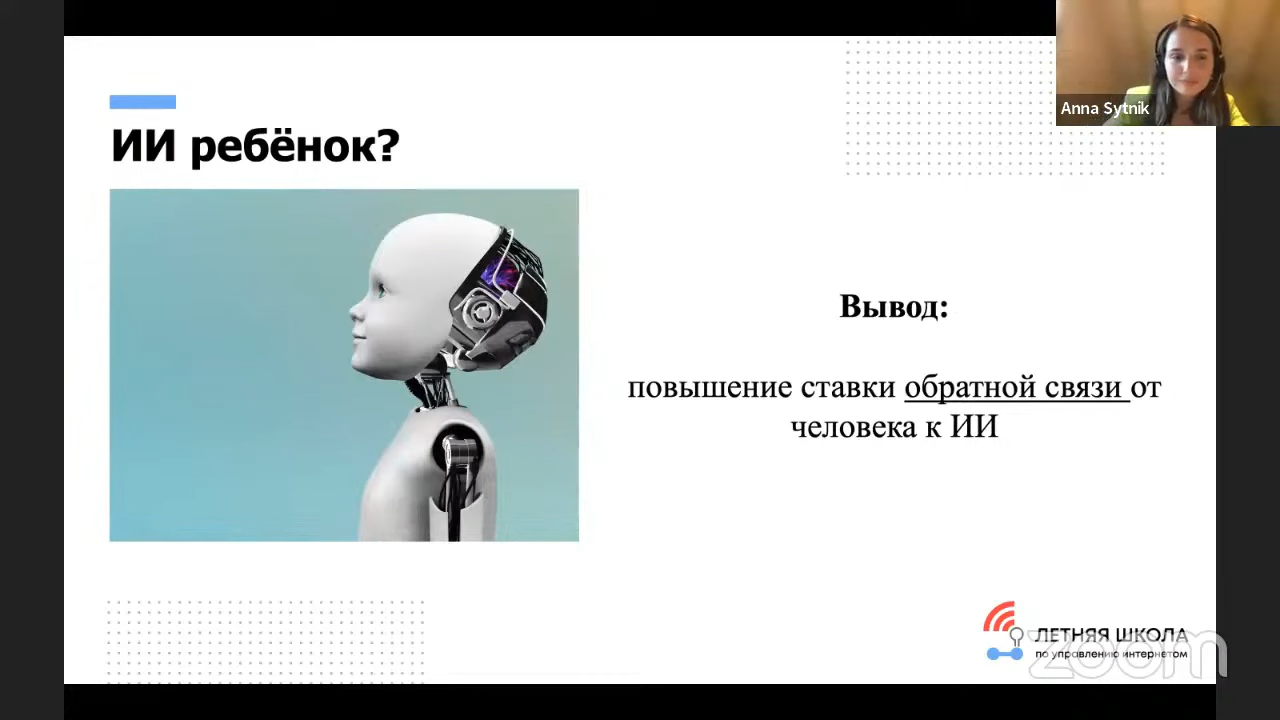 Anna Sytnik
ИИ ребёнок?
Вывод:
повышение ставки обратной связи от
человека к ИИ
ЛЕТНЯЯ ШКОЛА
по управлению интернетом
zoom